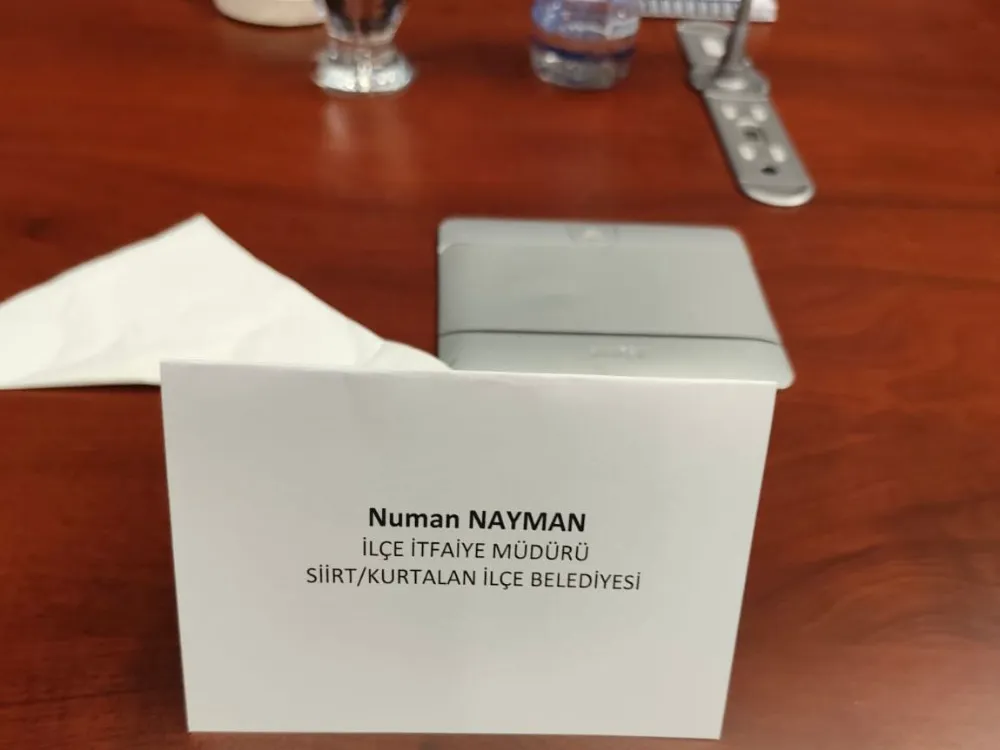 Numan NAYMAN
İLÇE İTFAİYE MÜDÜRÜ
SİİRT/KURTALAN İLÇE BELEDİYESİ